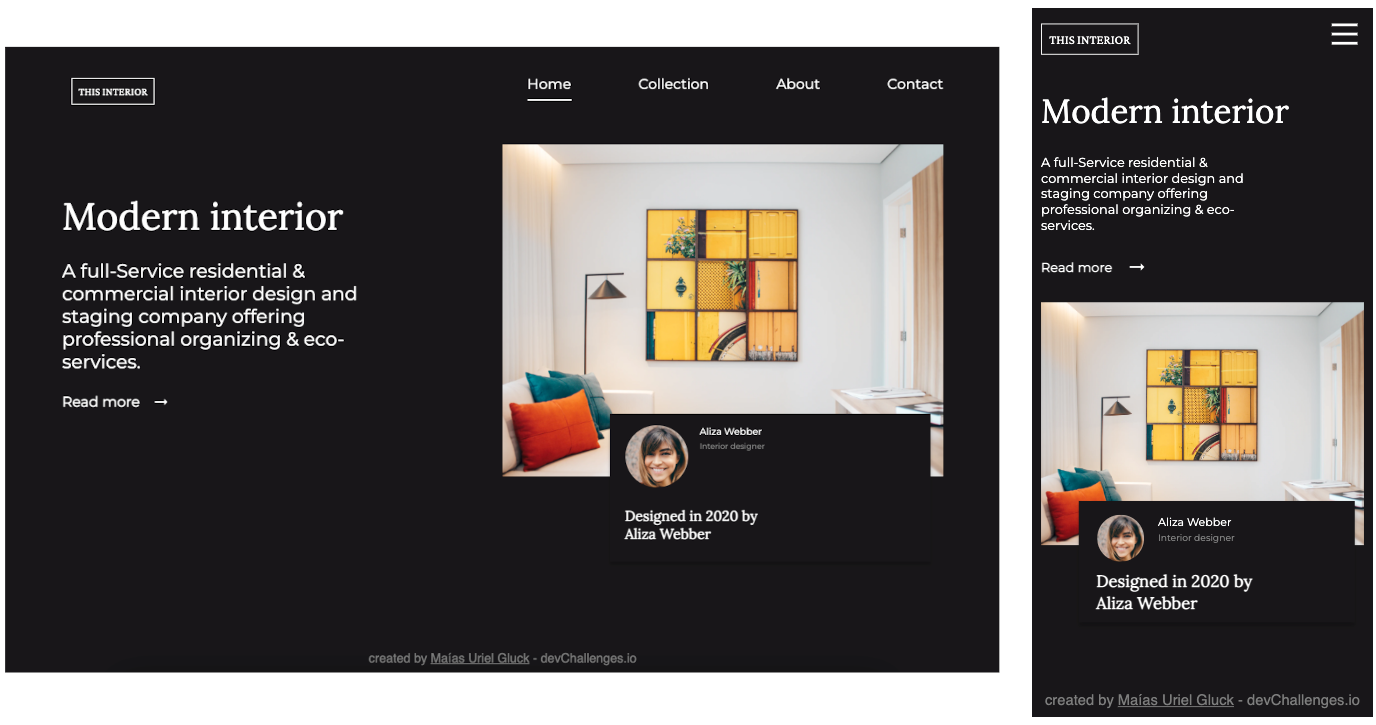 THIS INTERIOR
Home
Collection
About
Contact
Modern interior
A full-Service residential &
commercial interior design and
staging company offering
professional organizing & eco-
services.
Read more
Aliza Webber
Interior designer
Designed in 2020 by
Aliza Webber
created by Maías Uriel Gluck - devChallenges.io
THIS INTERIOR
Modern interior
A full-Service residential &
commercial interior design and
staging company offering
professional organizing & eco-
services.
Read more
Aliza Webber
Interior designer
Designed in 2020 by
Aliza Webber
created by Maías Uriel Gluck - devChallenges.io